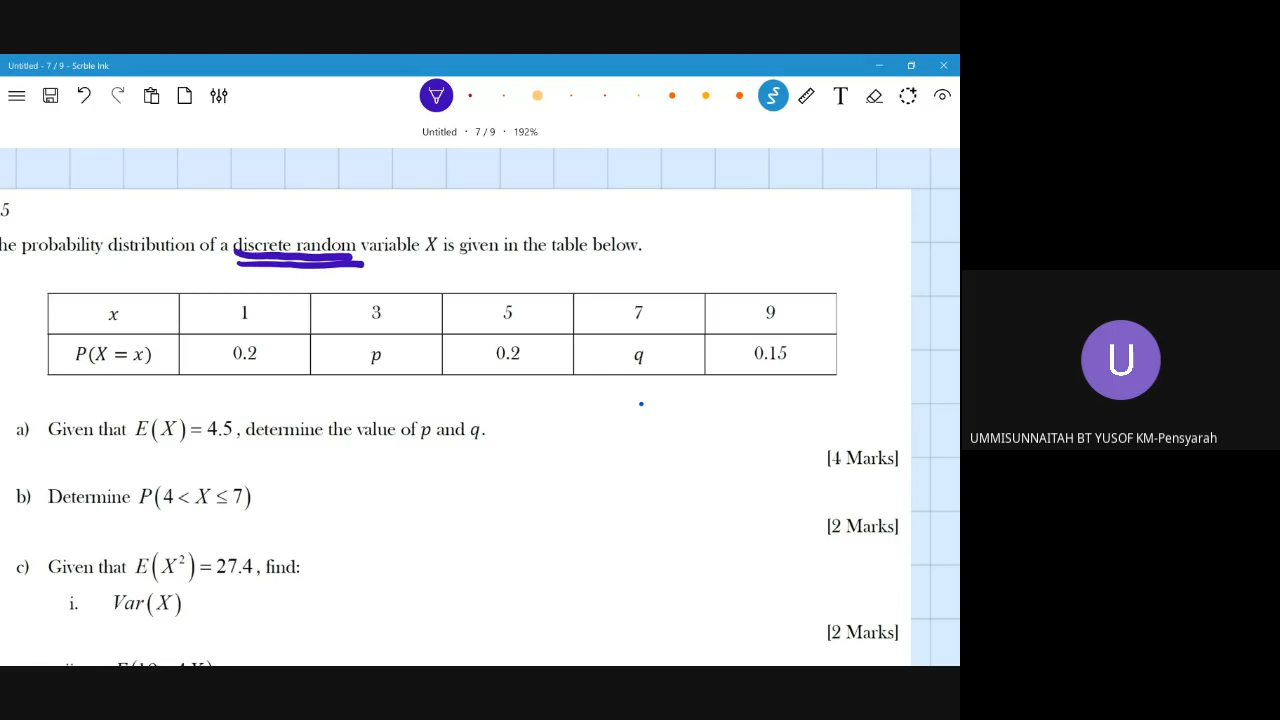 Untitled - 7 / 9 - Scrble Ink
T
Untitled • 7 / 9 • 192%
5
he probability distribution of a discrete random variable X is given in the table below.
x 1 3 5 7 9
P(X = x) 0.2 p 0.2 q 0.15
a) Given that E(X) = 4.5, determine the value of p and q.
[4 Marks]
b) Determine P(4 < X ≤ 7)
[2 Marks]
c) Given that E(X²) = 27.4, find:
i. Var(X)
[2 Marks]
U
UMMISUNNAITAH BT YUSOF KM-Pensyarah